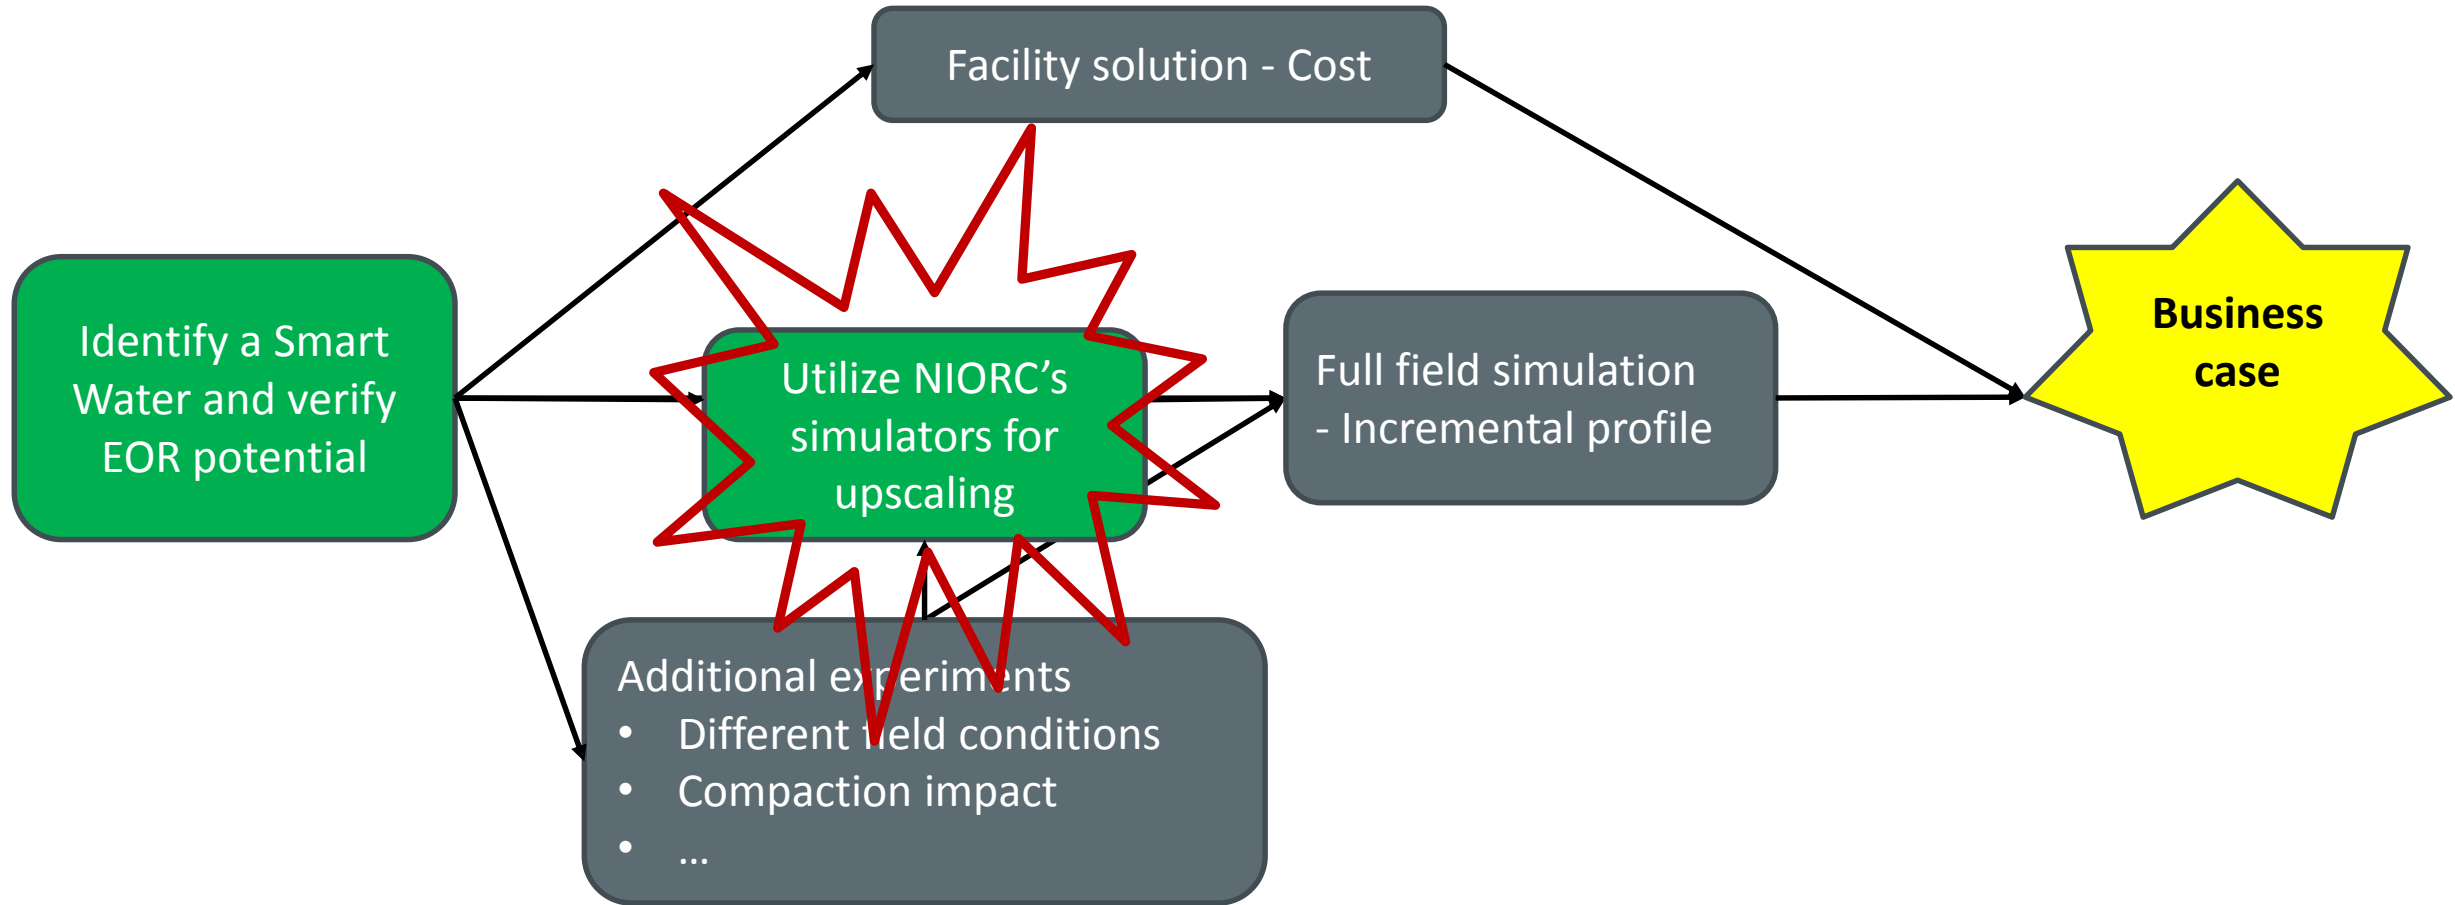 Facility solution - Cost
Identify a Smart
Water and verify
EOR potential
Utilize NIORC’s
simulators for
upscaling
Full field simulation
- Incremental profile
Business
case
Additional experiments
• Different field conditions
• Compaction impact
• ...